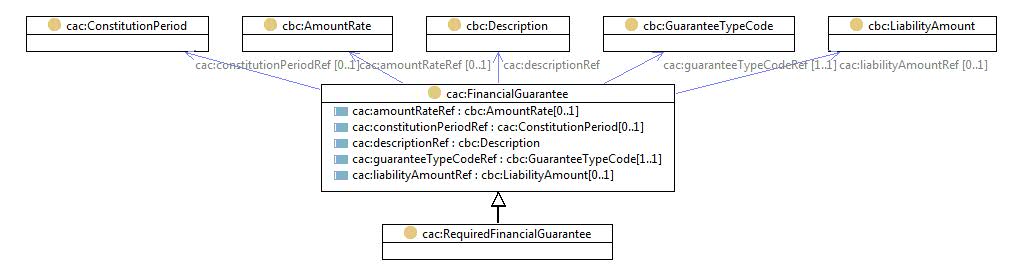 cac:ConstitutionPeriod
cbc:AmountRate
cbc:Description
cbc:GuaranteeTypeCode
cbc:LiabilityAmount
cac:constitutionPeriodRef [0..1]
cac:amountRateRef [0..1]
cac:descriptionRef
cac:guaranteeTypeCodeRef [1..1]
cac:liabilityAmountRef [0..1]
cac:FinancialGuarantee
cac:amountRateRef : cbc:AmountRate[0..1]
cac:constitutionPeriodRef : cac:ConstitutionPeriod[0..1]
cac:descriptionRef : cbc:Description
cac:guaranteeTypeCodeRef : cbc:GuaranteeTypeCode[1..1]
cac:liabilityAmountRef : cbc:LiabilityAmount[0..1]
cac:RequiredFinancialGuarantee